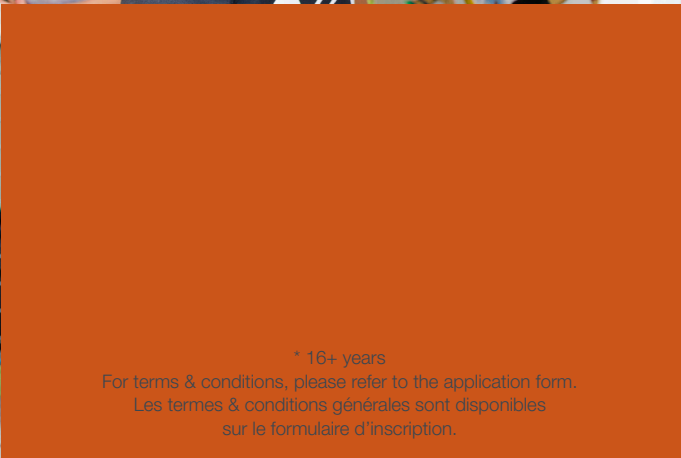 * 16+ years
For terms & conditions, please refer to the application form.
Les termes & conditions générales sont disponibles
sur le formulaire d'inscription.